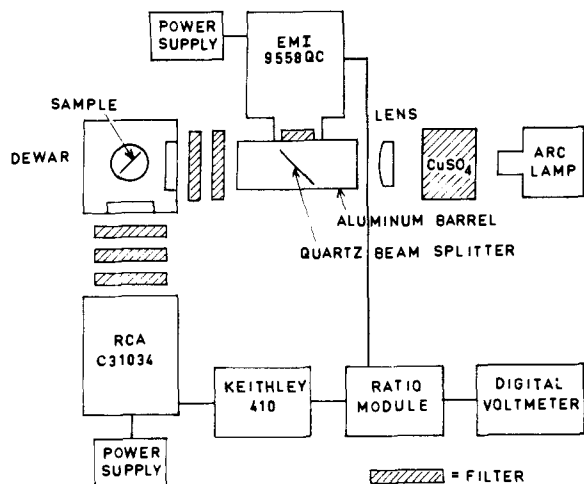 POWER
SUPPLY
EMI
9558QC
SAMPLE
LENS
DEWAR
CuSO4
ARC
LAMP
ALUMINUM BARREL
QUARTZ BEAM SPLITTER
RCA
C31034
KEITHLEY
410
RATIO
MODULE
DIGITAL
VOLTMETER
POWER
SUPPLY
= FILTER